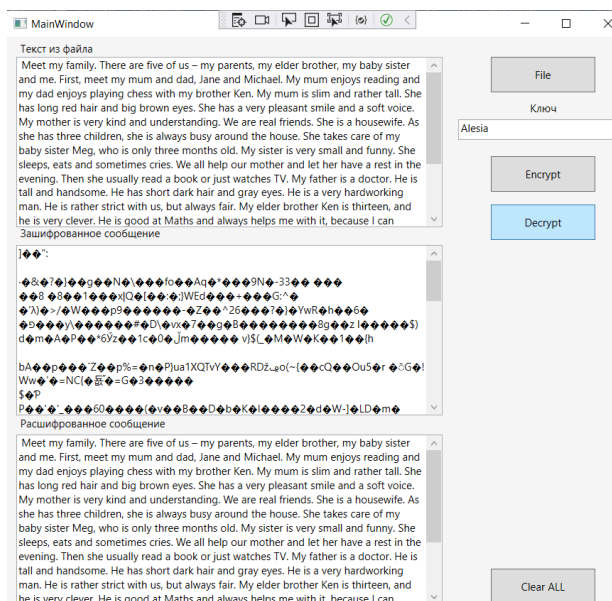 MainWindow
Текст из файла
Meet my family. There are five of us – my parents, my elder brother, my baby sister
and me. First, meet my mum and dad, Jane and Michael. My mum enjoys reading and
my dad enjoys playing chess with my brother Ken. My mum is slim and rather tall. She
has long red hair and big brown eyes. She has a very pleasant smile and a soft voice.
My mother is very kind and understanding. We are real friends. She is a housewife. As
she has three children, she is always busy around the house. She takes care of my
baby sister Meg, who is only three months old. My sister is very small and funny. She
sleeps, eats and sometimes cries. We all help our mother and let her have a rest in the
evening. Then she usually read a book or just watches TV. My father is a doctor. He is
tall and handsome. He has short dark hair and gray eyes. He is a very hardworking
man. He is rather strict with us, but always fair. My elder brother Ken is thirteen, and
he is very clever. He is good at Maths and always helps me with it, because I can
File
Ключ
Alesia
Encrypt
Decrypt
Зашифрованное сообщение
]��":
Расшифрованное сообщение
Meet my family. There are five of us – my parents, my elder brother, my baby sister
and me. First, meet my mum and dad, Jane and Michael. My mum enjoys reading and
my dad enjoys playing chess with my brother Ken. My mum is slim and rather tall. She
has long red hair and big brown eyes. She has a very pleasant smile and a soft voice.
My mother is very kind and understanding. We are real friends. She is a housewife. As
she has three children, she is always busy around the house. She takes care of my
baby sister Meg, who is only three months old. My sister is very small and funny. She
sleeps, eats and sometimes cries. We all help our mother and let her have a rest in the
evening. Then she usually read a book or just watches TV. My father is a doctor. He is
tall and handsome. He has short dark hair and gray eyes. He is a very hardworking
man. He is rather strict with us, but always fair. My elder brother Ken is thirteen, and
he is very clever. He is good at Maths and always helps me with it, because I can
Clear ALL